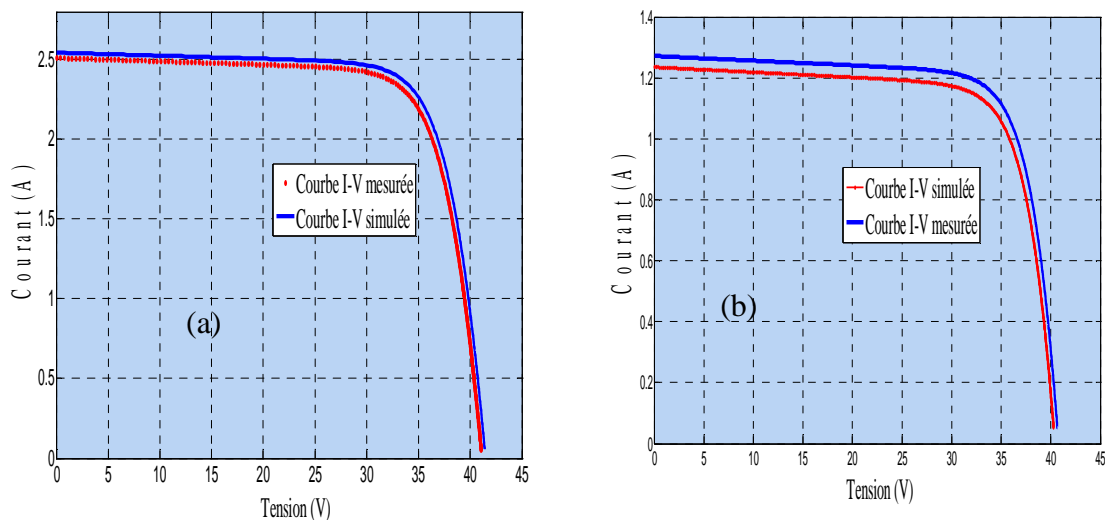 2.5
2
1.5
1
0.5
0
0 5 10 15 20 25 30 35 40 45
Courant (A)
Tension (V)
Courbe I-V mesurée
Courbe I-V simulée
(a)
1.4
1.2
1
0.8
0.6
0.4
0.2
0
0 5 10 15 20 25 30 35 40 45
Courant (A)
Tension (V)
Courbe I-V simulée
Courbe I-V mesurée
(b)